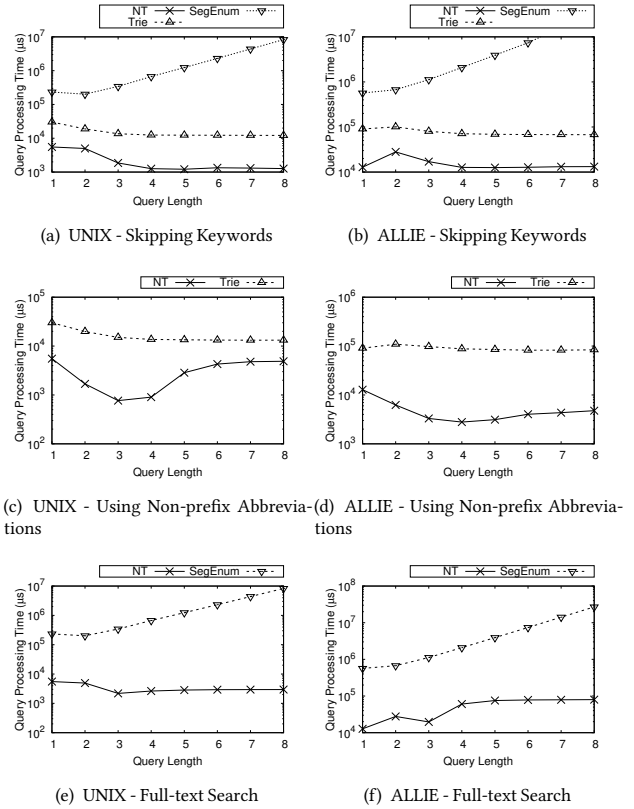 NT SegEnum
Trie
Query Processing Time (μs)
10^7
10^6
10^5
10^4
10^3
1 2 3 4 5 6 7 8
Query Length
(a) UNIX - Skipping Keywords
NT SegEnum
Trie
Query Processing Time (μs)
10^7
10^6
10^5
10^4
1 2 3 4 5 6 7 8
Query Length
(b) ALLIE - Skipping Keywords
NT Trie
Query Processing Time (μs)
10^5
10^4
10^3
10^2
1 2 3 4 5 6 7 8
Query Length
(c) UNIX - Using Non-prefix Abbrevia-
tions
NT Trie
Query Processing Time (μs)
10^6
10^5
10^4
10^3
1 2 3 4 5 6 7 8
Query Length
(d) ALLIE - Using Non-prefix Abbrevia-
tions
NT SegEnum
Query Processing Time (μs)
10^7
10^6
10^5
10^4
10^3
10^2
1 2 3 4 5 6 7 8
Query Length
(e) UNIX - Full-text Search
NT SegEnum
Query Processing Time (μs)
10^8
10^7
10^6
10^5
10^4
1 2 3 4 5 6 7 8
Query Length
(f) ALLIE - Full-text Search